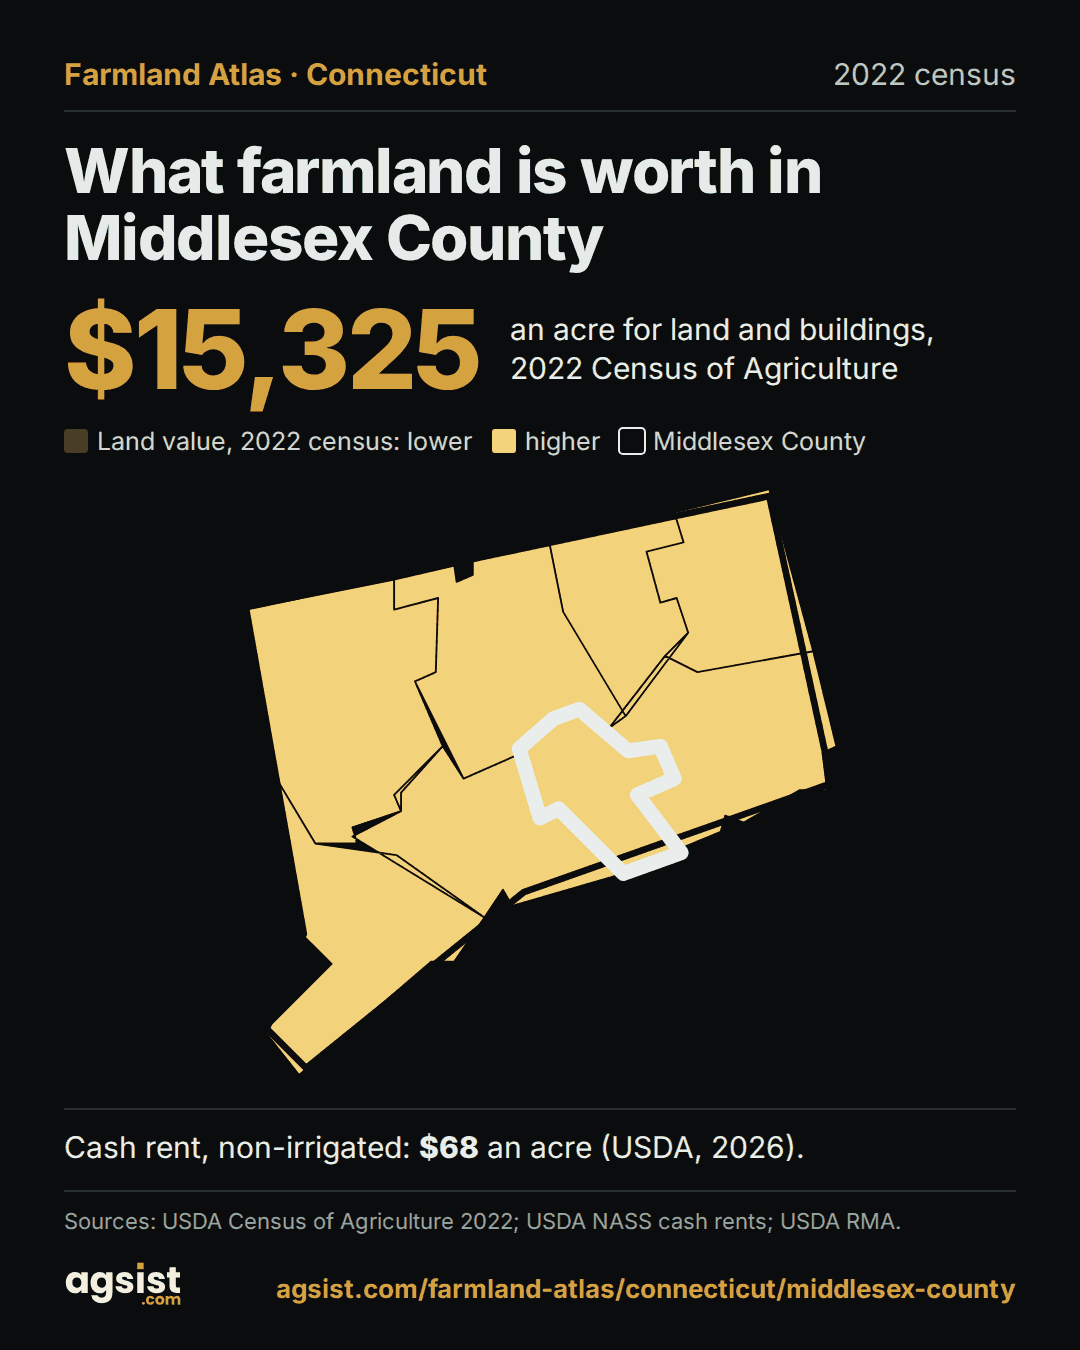 Farmland Atlas · Connecticut
2022 census
What farmland is worth in
Middlesex County
$15,325
an acre for land and buildings,
2022 Census of Agriculture
Land value, 2022 census: lower
higher
Middlesex County
Cash rent, non-irrigated: $68 an acre (USDA, 2026).
Sources: USDA Census of Agriculture 2022; USDA NASS cash rents; USDA RMA.
agsist
.com
agsist.com/farmland-atlas/connecticut/middlesex-county